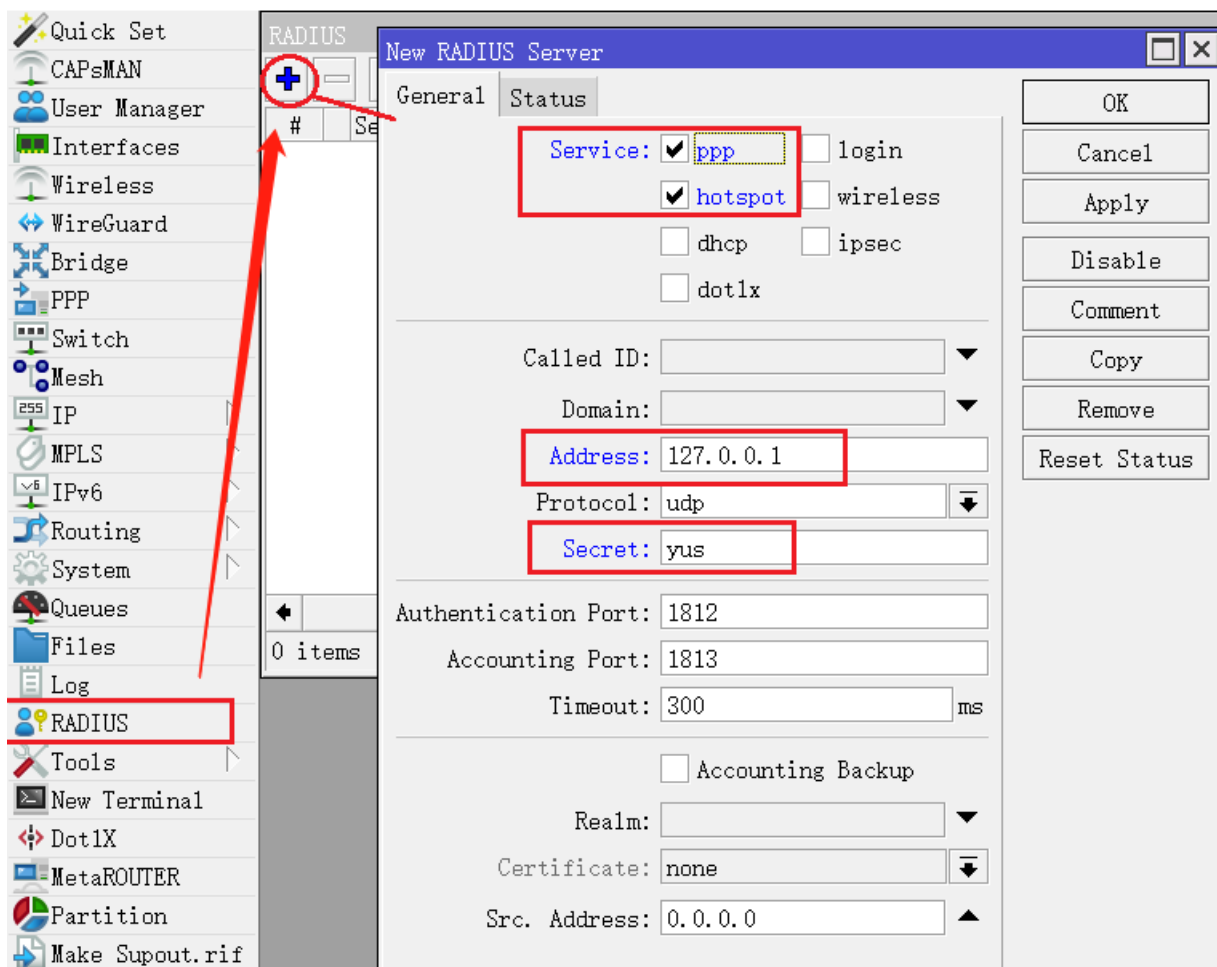 Quick Set
CAPsMAN
User Manager
Interfaces
Wireless
WireGuard
Bridge
PPP
Switch
Mesh
255 IP
MPLS
v6 IPv6
Routing
System
Queues
Files
Log
RADIUS
Tools
New Terminal
Dot1X
MetaROUTER
Partition
Make Supout.rif
RADIUS
# Se
0 items
New RADIUS Server
General Status
Service: ppp login
hotspot wireless
dhcp ipsec
dot1x
Called ID:
Domain:
Address: 127.0.0.1
Protocol: udp
Secret: yus
Authentication Port: 1812
Accounting Port: 1813
Timeout: 300 ms
Accounting Backup
Realm:
Certificate: none
Src. Address: 0.0.0.0
OK
Cancel
Apply
Disable
Comment
Copy
Remove
Reset Status